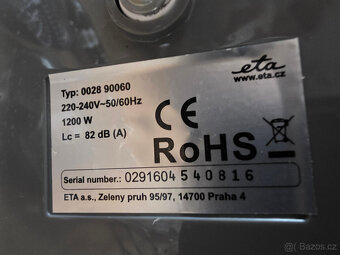 eta
www.eta.cz
Typ: 0028 90060
220-240V~50/60Hz
1200 W
Lc = 82 dB (A)
CE
RoHS
Serial number.: 0291604540816
ETA a.s., Zeleny pruh 95/97, 14700 Praha 4
Bazoš.cz